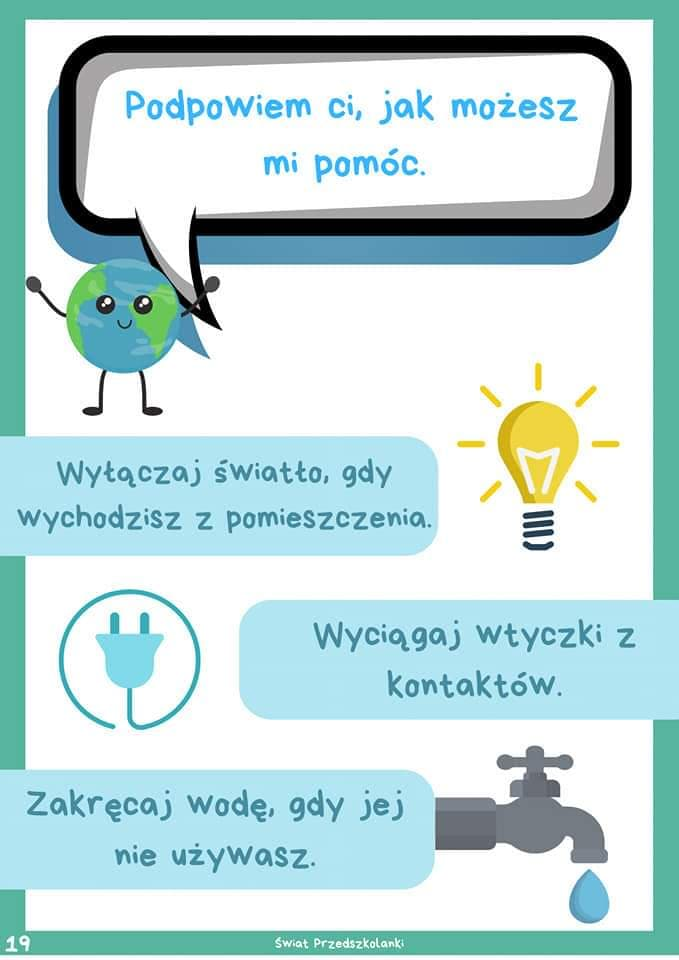 Podpowiem ci, jak możesz
mi pomóc.
Wyłączaj światło, gdy
wychodzisz z pomieszczenia.
Wyciągaj wtyczki z
kontaktów.
Zakręcaj wodę, gdy jej
nie używasz.
19
Świat Przedszkolanki